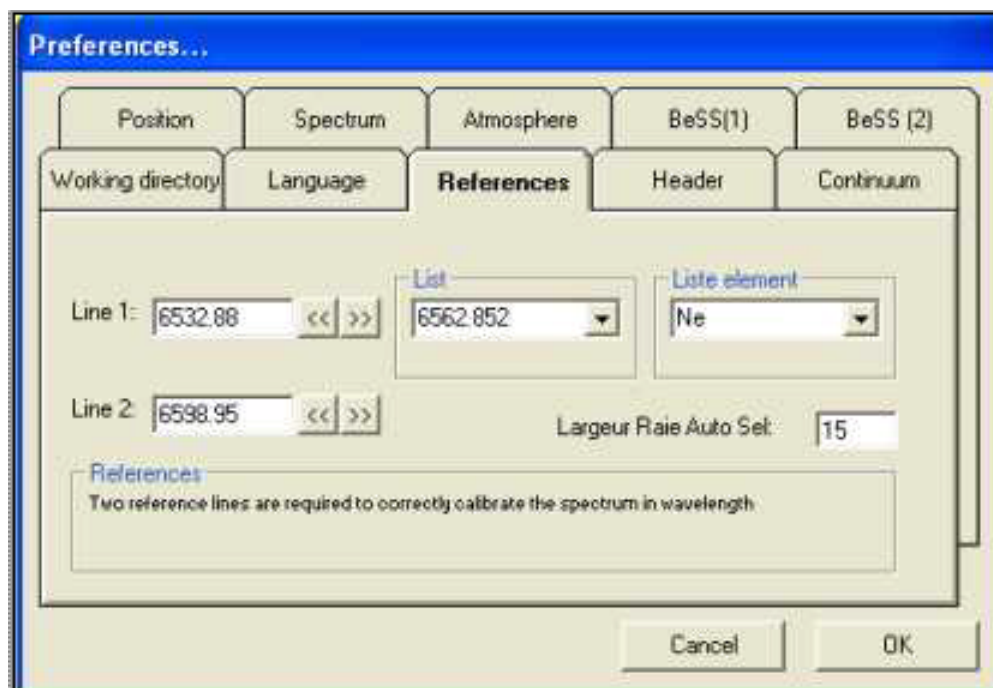 Preferences...
Position Spectrum Atmosphere BeSS(1) BeSS (2)
Working directory Language References Header Continuum
List Liste element
Line 1: 6532.88 << >> 6562.852 Ne
Line 2: 6598.95 << >> Largeur Raie Auto Sel: 15
References
Two reference lines are required to correctly calibrate the spectrum in wavelength
Cancel OK